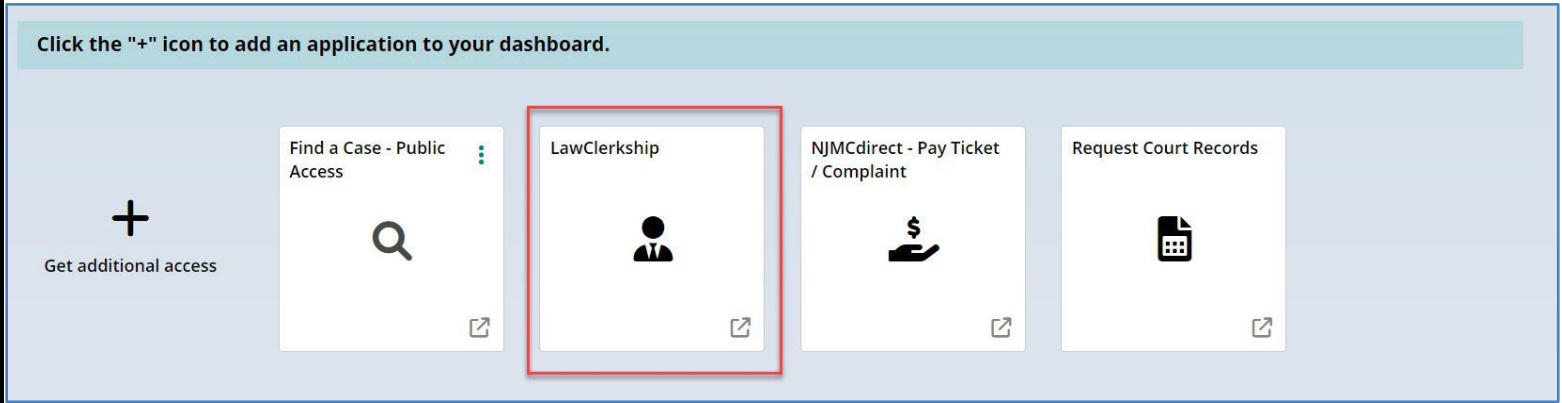 Click the "+" icon to add an application to your dashboard.
Get additional access
Find a Case - Public
Access
LawClerkship
NJMCdirect - Pay Ticket
/ Complaint
Request Court Records